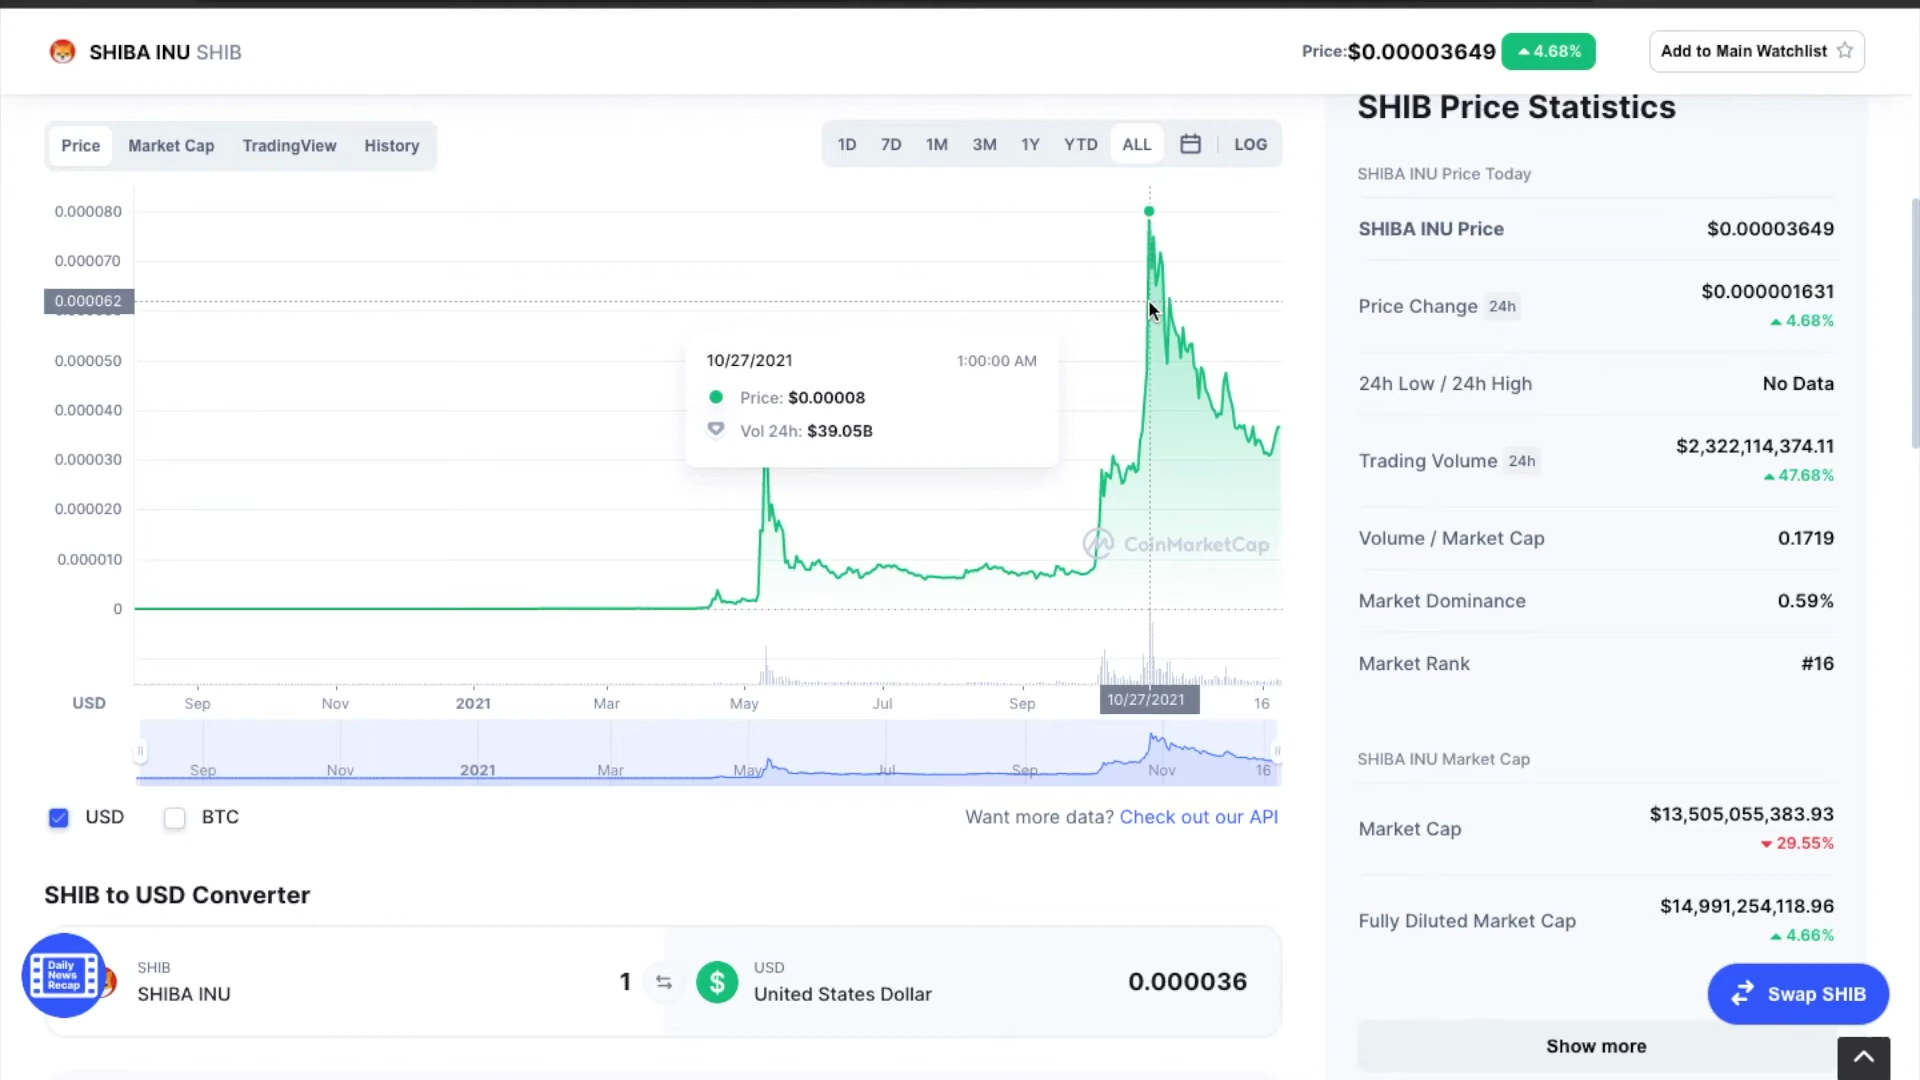 SHIBA INU SHIB
Price:$0.00003649 4.68%
Add to Main Watchlist
Price Market Cap TradingView History
1D 7D 1M 3M 1Y YTD ALL LOG
0.000080
0.000070
0.000062
0.000050
0.000040
0.000030
0.000020
0.000010
0
10/27/2021 1:00:00 AM
Price: $0.00008
Vol 24h: $39.05B
CoinMarketCap
USD Sep Nov 2021 Mar May Jul Sep 10/27/2021 16
Sep Nov 2021 Mar May Jul Sep Nov 16
USD BTC
Want more data? Check out our API
SHIB to USD Converter
Daily
News
Recap
SHIB
SHIBA INU
1
$
USD
United States Dollar
0.000036
SHIB Price Statistics
SHIBA INU Price Today
SHIBA INU Price $0.00003649
Price Change 24h $0.000001631
4.68%
24h Low / 24h High No Data
Trading Volume 24h $2,322,114,374.11
47.68%
Volume / Market Cap 0.1719
Market Dominance 0.59%
Market Rank #16
SHIBA INU Market Cap
Market Cap $13,505,055,383.93
29.55%
Fully Diluted Market Cap $14,991,254,118.96
4.66%
Swap SHIB
Show more